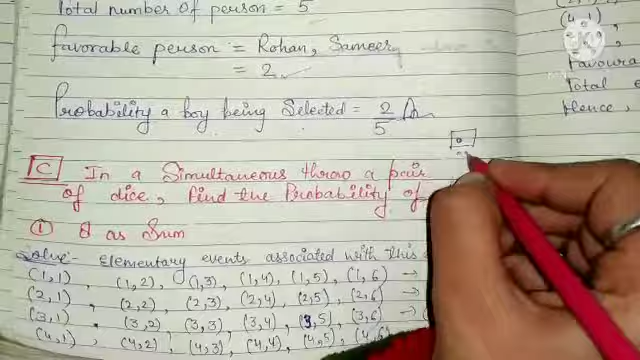 Total number of person = 5
favorable person = Rohan, Sameer
= 2
Probability a boy being Selected = 2/5 A
C In a Simultaneous throw a pair
of dice, find the Probability of
① 8 as Sum
Solve:- Elementary events associated with this
(1,1) , (1,2) , (1,3) (1,4) (1,5) (1,6) →
(2,1) , (2,2) (2,3) (2,4) (2,5) (2,6) →
(3,1) , (3,2) (3,3) (3,4) (3,5) (3,6) →
(4,1) , (4,2) (4,3) (4,4) (4,5) (4,6)
(4,1)
favoura
Total e
Hence,